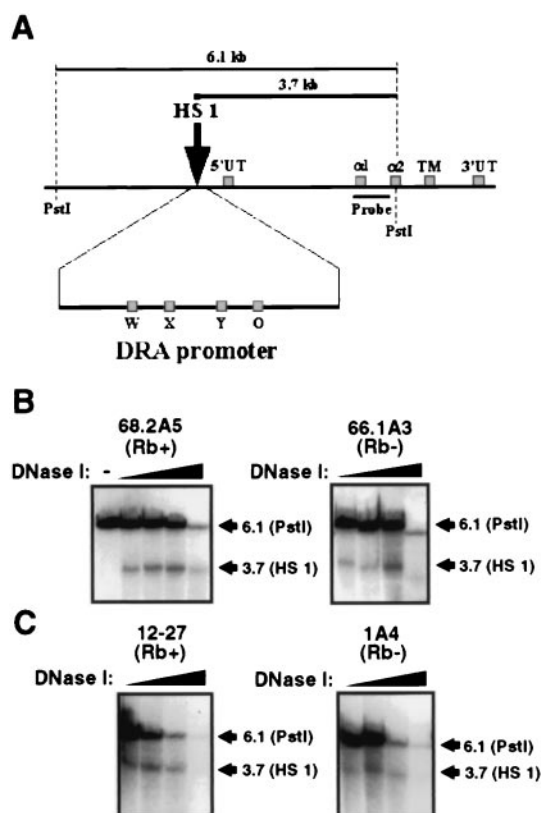 A
6.1 kb
3.7 kb
HS 1
5'UT α1 α2 TM 3'UT
PstI Probe PstI
W X Y O
DRA promoter
B
68.2A5 66.1A3
(Rb+) (Rb-)
DNase I: - DNase I:
6.1 (PstI) 6.1 (PstI)
3.7 (HS 1) 3.7 (HS 1)
C
12-27 1A4
(Rb+) (Rb-)
DNase I: DNase I:
6.1 (PstI) 6.1 (PstI)
3.7 (HS 1) 3.7 (HS 1)